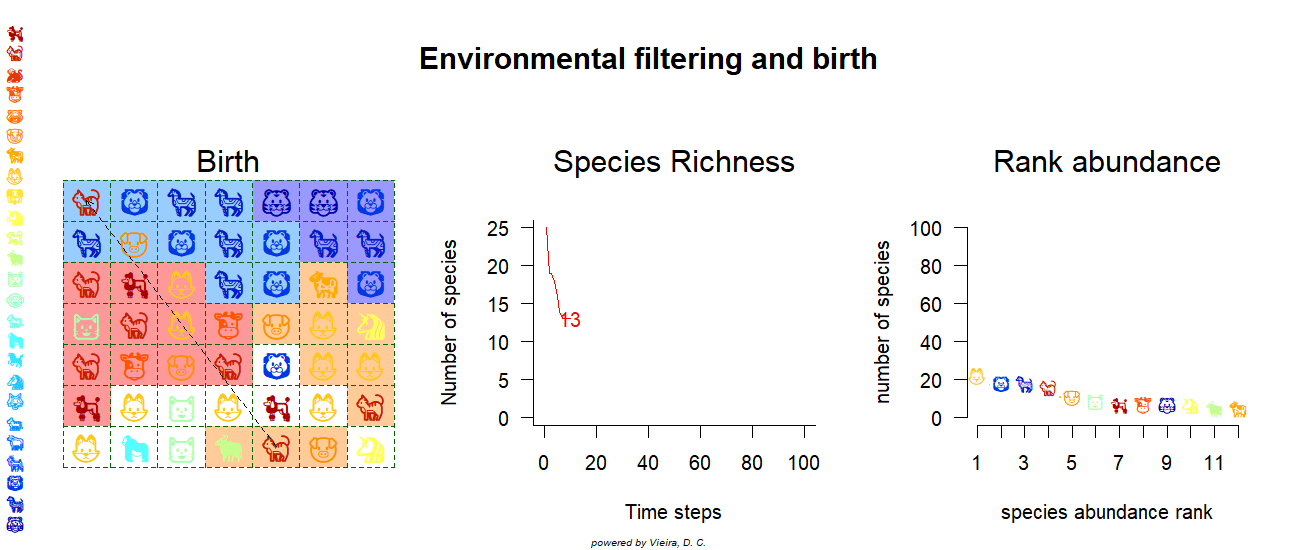 Environmental filtering and birth
Birth
Species Richness
Number of species
25
20
15
10
5
0
13
0 20 40 60 80 100
Time steps
Rank abundance
number of species
100
80
60
40
20
0
1 3 5 7 9 11
species abundance rank
powered by Vieira, D. C.